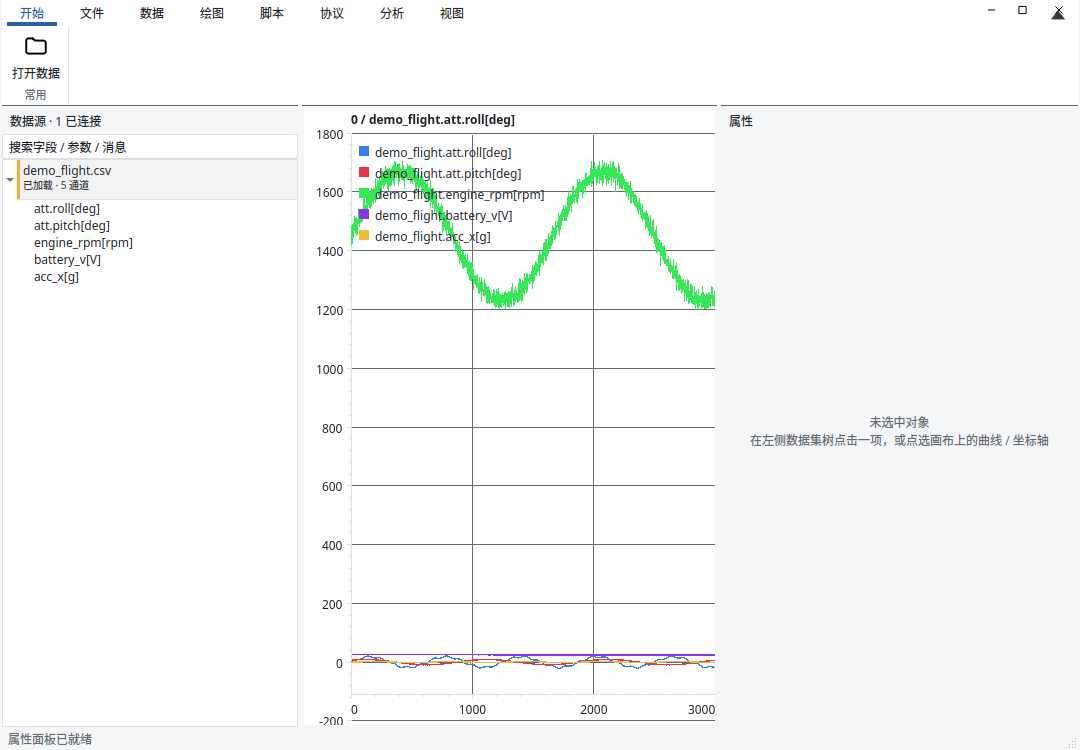 开始 文件 数据 绘图 脚本 协议 分析 视图
打开数据
常用
数据源 · 1 已连接
搜索字段 / 参数 / 消息
demo_flight.csv
已加载 · 5 通道
att.roll[deg]
att.pitch[deg]
engine_rpm[rpm]
battery_v[V]
acc_x[g]
0 / demo_flight.att.roll[deg]
demo_flight.att.roll[deg]
demo_flight.att.pitch[deg]
demo_flight.engine_rpm[rpm]
demo_flight.battery_v[V]
demo_flight.acc_x[g]
1800
1600
1400
1200
1000
800
600
400
200
0
-200
0 1000 2000 3000
属性
未选中对象
在左侧数据集树点击一项，或点选画布上的曲线 / 坐标轴
属性面板已就绪